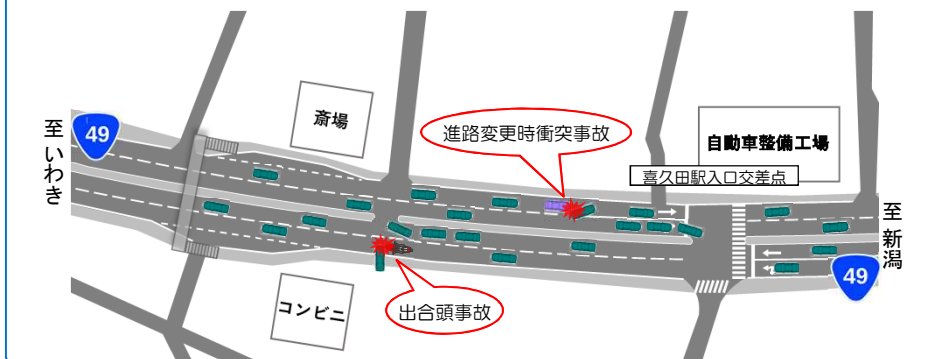 斎場
進路変更時衝突事故
自動車整備工場
喜久田駅入口交差点
至
いわき
49
至
新潟
49
コンビニ
出合頭事故